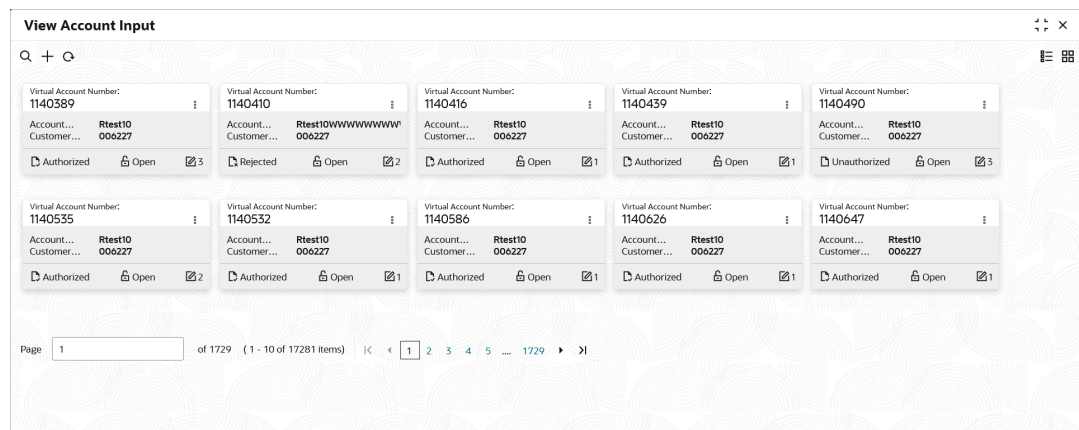 View Account Input
Virtual Account Number:
1140389
Account... Rtest10
Customer... 006227
Authorized Open 3
Virtual Account Number:
1140410
Account... Rtest10WWWWWWWW
Customer... 006227
Rejected Open 2
Virtual Account Number:
1140416
Account... Rtest10
Customer... 006227
Authorized Open 1
Virtual Account Number:
1140439
Account... Rtest10
Customer... 006227
Authorized Open 1
Virtual Account Number:
1140490
Account... Rtest10
Customer... 006227
Unauthorized Open 3
Virtual Account Number:
1140535
Account... Rtest10
Customer... 006227
Authorized Open 2
Virtual Account Number:
1140532
Account... Rtest10
Customer... 006227
Authorized Open 1
Virtual Account Number:
1140586
Account... Rtest10
Customer... 006227
Authorized Open 1
Virtual Account Number:
1140626
Account... Rtest10
Customer... 006227
Authorized Open 1
Virtual Account Number:
1140647
Account... Rtest10
Customer... 006227
Authorized Open 1
Page 1 of 1729 ( 1 - 10 of 17281 items) 1 2 3 4 5 .... 1729